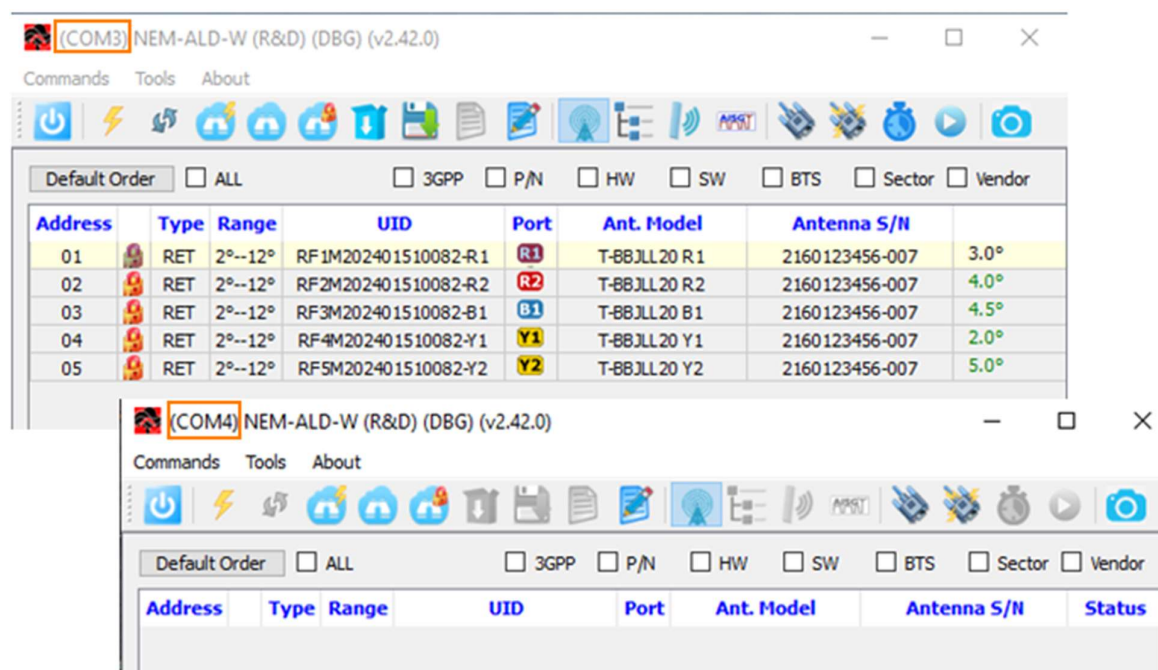 (COM3) NEM-ALD-W (R&D) (DBG) (v2.42.0)
Commands Tools About
AISGT
Default Order ALL 3GPP P/N HW SW BTS Sector Vendor
Address Type Range UID Port Ant. Model Antenna S/N
01 RET 2°--12° RF1M202401510082-R1 R1 T-BBJLL20 R1 2160123456-007 3.0°
02 RET 2°--12° RF2M202401510082-R2 R2 T-BBJLL20 R2 2160123456-007 4.0°
03 RET 2°--12° RF3M202401510082-B1 B1 T-BBJLL20 B1 2160123456-007 4.5°
04 RET 2°--12° RF4M202401510082-Y1 Y1 T-BBJLL20 Y1 2160123456-007 2.0°
05 RET 2°--12° RF5M202401510082-Y2 Y2 T-BBJLL20 Y2 2160123456-007 5.0°
(COM4) NEM-ALD-W (R&D) (DBG) (v2.42.0)
Commands Tools About
Default Order ALL 3GPP P/N HW SW BTS Sector Vendor
Address Type Range UID Port Ant. Model Antenna S/N Status